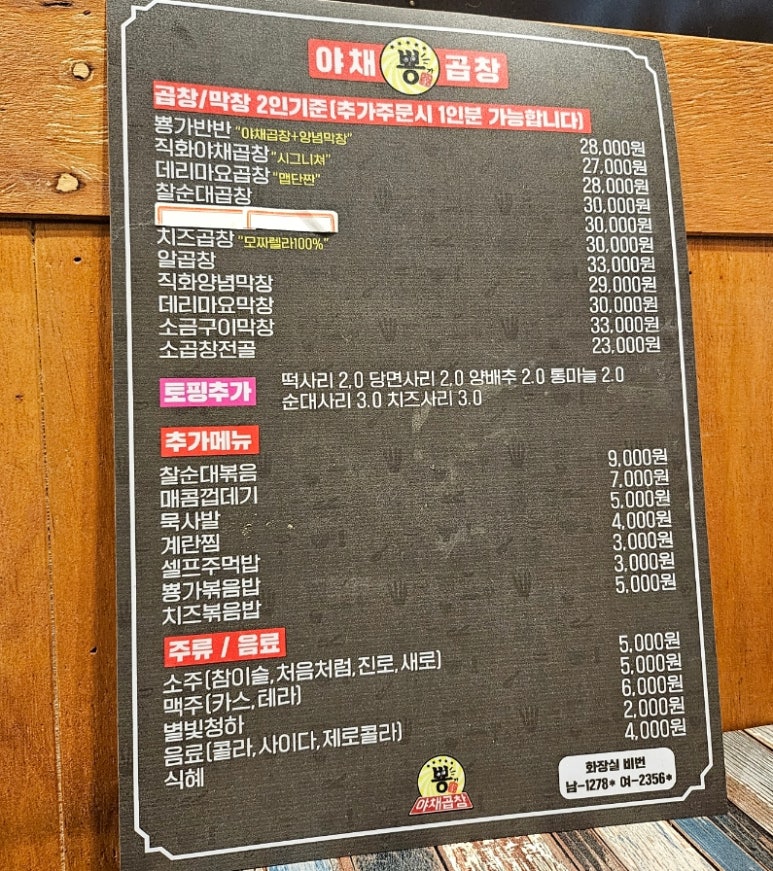 야채 뿅 곱창
곱창/막창 2인기준(추가주문시 1인분 가능합니다)
뿅가반반 "야채곱창+양념막창" 28,000원
직화야채곱창 "시그니쳐" 27,000원
데리마요곱창 "맵단짠" 28,000원
찰순대곱창 30,000원
30,000원
치즈곱창 "모짜렐라100%" 30,000원
알곱창 33,000원
직화양념막창 29,000원
데리마요막창 30,000원
소금구이막창 33,000원
소곱창전골 23,000원
토핑추가 떡사리 2.0 당면사리 2.0 양배추 2.0 통마늘 2.0
순대사리 3.0 치즈사리 3.0
추가메뉴
찰순대볶음 9,000원
매콤껍데기 7,000원
묵사발 5,000원
계란찜 4,000원
셀프주먹밥 3,000원
뿅가볶음밥 3,000원
치즈볶음밥 5,000원
주류 / 음료
소주(참이슬,처음처럼,진로,새로) 5,000원
맥주(카스,테라) 5,000원
별빛청하 6,000원
음료(콜라,사이다,제로콜라) 2,000원
식혜 4,000원
뿅
야채곱창
화장실 비번
남-1278* 여-2356*